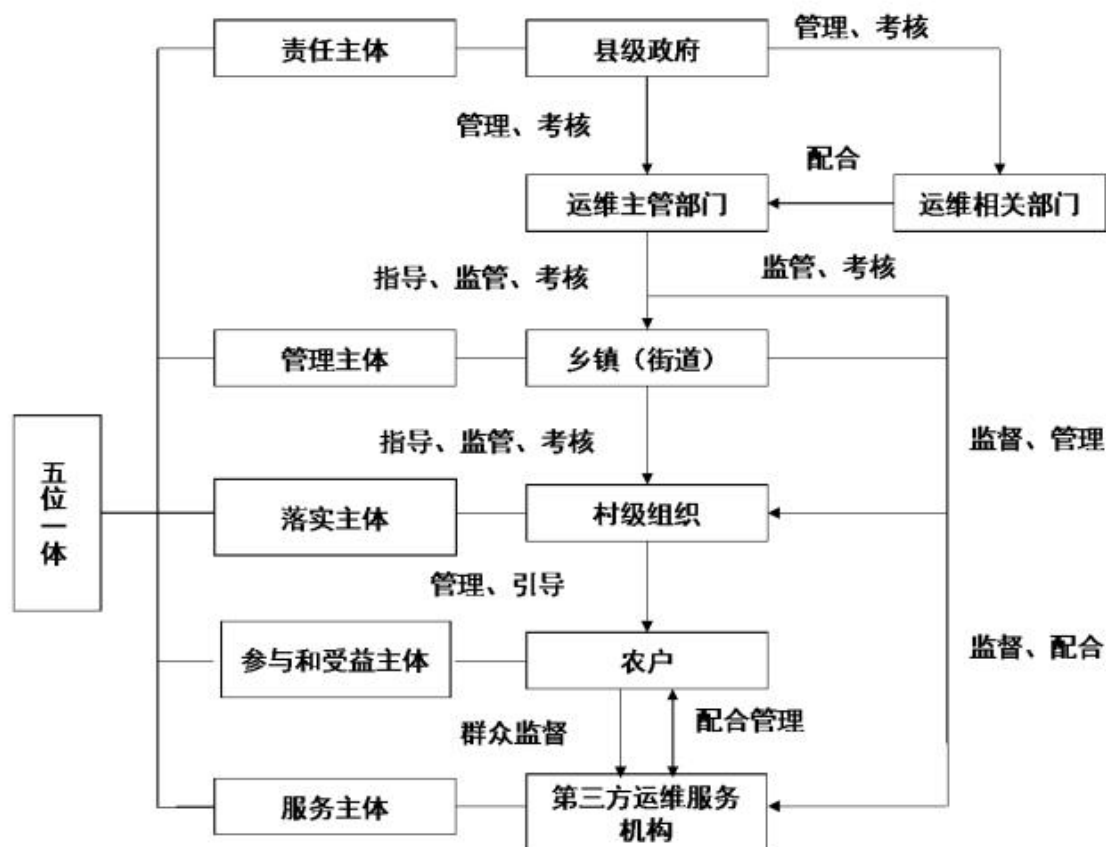 责任主体
县级政府
管理、考核
管理、考核
配合
运维主管部门
运维相关部门
指导、监管、考核
监管、考核
管理主体
乡镇（街道）
指导、监管、考核
监督、管理
五位一体
落实主体
村级组织
管理、引导
参与和受益主体
农户
监督、配合
群众监督
配合管理
服务主体
第三方运维服务
机构